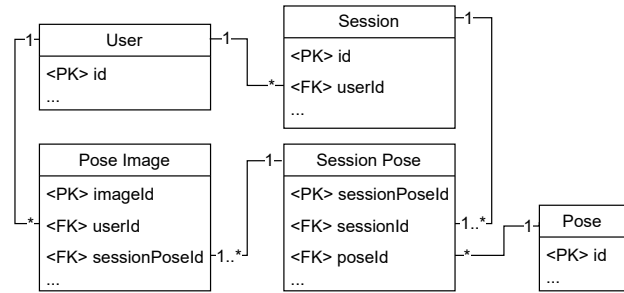 User
<PK> id
...
Session
<PK> id
<FK> userId
...
Pose Image
<PK> imageId
<FK> userId
<FK> sessionPoseId
...
Session Pose
<PK> sessionPoseId
<FK> sessionId
<FK> poseId
...
Pose
<PK> id
...
1
1
*
1
*
1..*
1
1..*
*
1